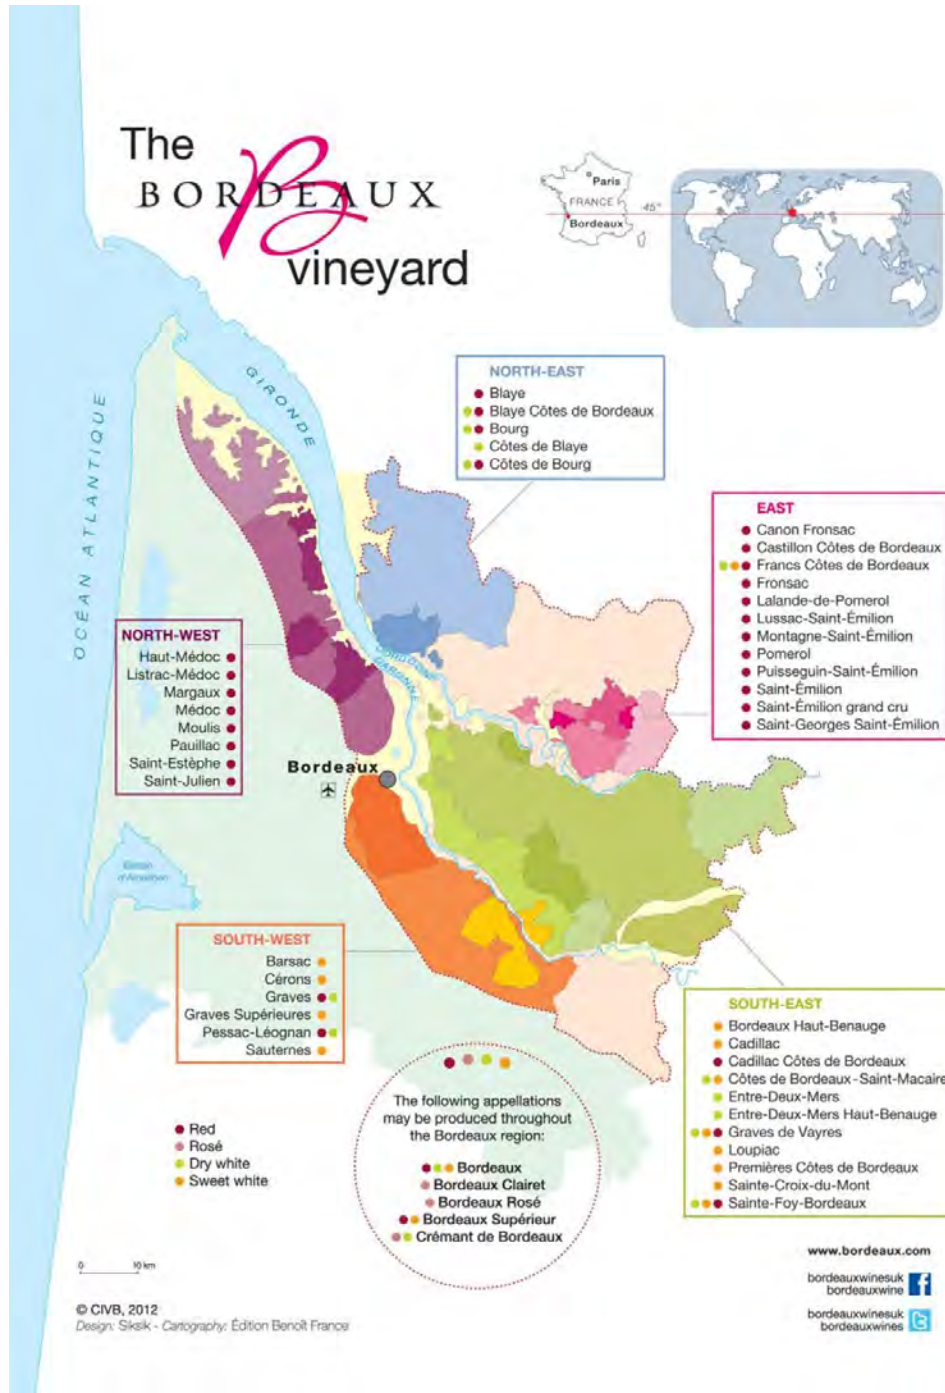 The
BORDEAUX
vineyard
Paris
FRANCE
45°
Bordeaux
GIRONDE
OCÉAN ATLANTIQUE
NORTH-EAST
Blaye
Blaye Côtes de Bordeaux
Bourg
Côtes de Blaye
Côtes de Bourg
EAST
Canon Fronsac
Castillon Côtes de Bordeaux
Francs Côtes de Bordeaux
Fronsac
Lalande-de-Pomerol
Lussac-Saint-Émilion
Montagne-Saint-Émilion
Pomerol
Puisseguin-Saint-Émilion
Saint-Émilion
Saint-Émilion grand cru
Saint-Georges Saint-Émilion
NORTH-WEST
Haut-Médoc
Listrac-Médoc
Margaux
Médoc
Moulis
Pauillac
Saint-Estèphe
Saint-Julien
DORDOGNE
GARONNE
Bordeaux
Bassin
d'Arcachon
SOUTH-WEST
Barsac
Cérons
Graves
Graves Supérieures
Pessac-Léognan
Sauternes
SOUTH-EAST
Bordeaux Haut-Benauge
Cadillac
Cadillac Côtes de Bordeaux
Côtes de Bordeaux-Saint-Macaire
Entre-Deux-Mers
Entre-Deux-Mers Haut-Benauge
Graves de Vayres
Loupiac
Premières Côtes de Bordeaux
Sainte-Croix-du-Mont
Sainte-Foy-Bordeaux
The following appellations
may be produced throughout
the Bordeaux region:
Bordeaux
Bordeaux Clairet
Bordeaux Rosé
Bordeaux Supérieur
Crémant de Bordeaux
Red
Rosé
Dry white
Sweet white
0 10 km
© CIVB, 2012
Design: Siksik - Cartography: Édition Benoît France
www.bordeaux.com
bordeauxwinesuk
bordeauxwine
bordeauxwinesuk
bordeauxwines